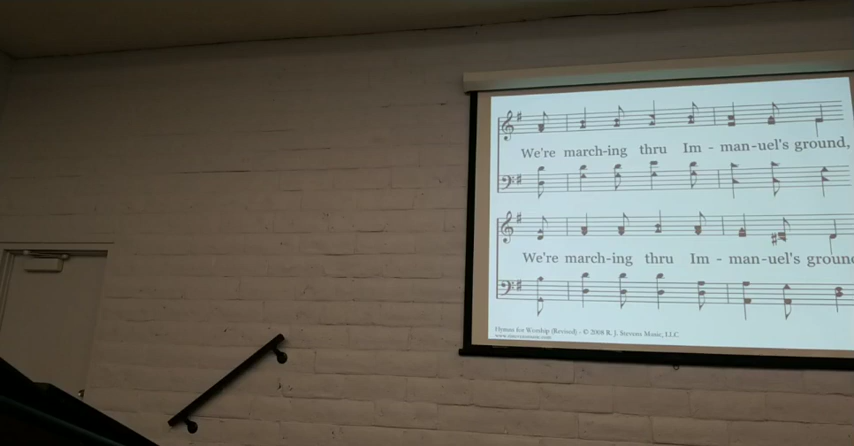 We're march-ing thru Im - man-uel's ground,
We're march-ing thru Im - man-uel's ground
Hymns for Worship (Revised) - © 2008 R. J. Stevens Music, LLC